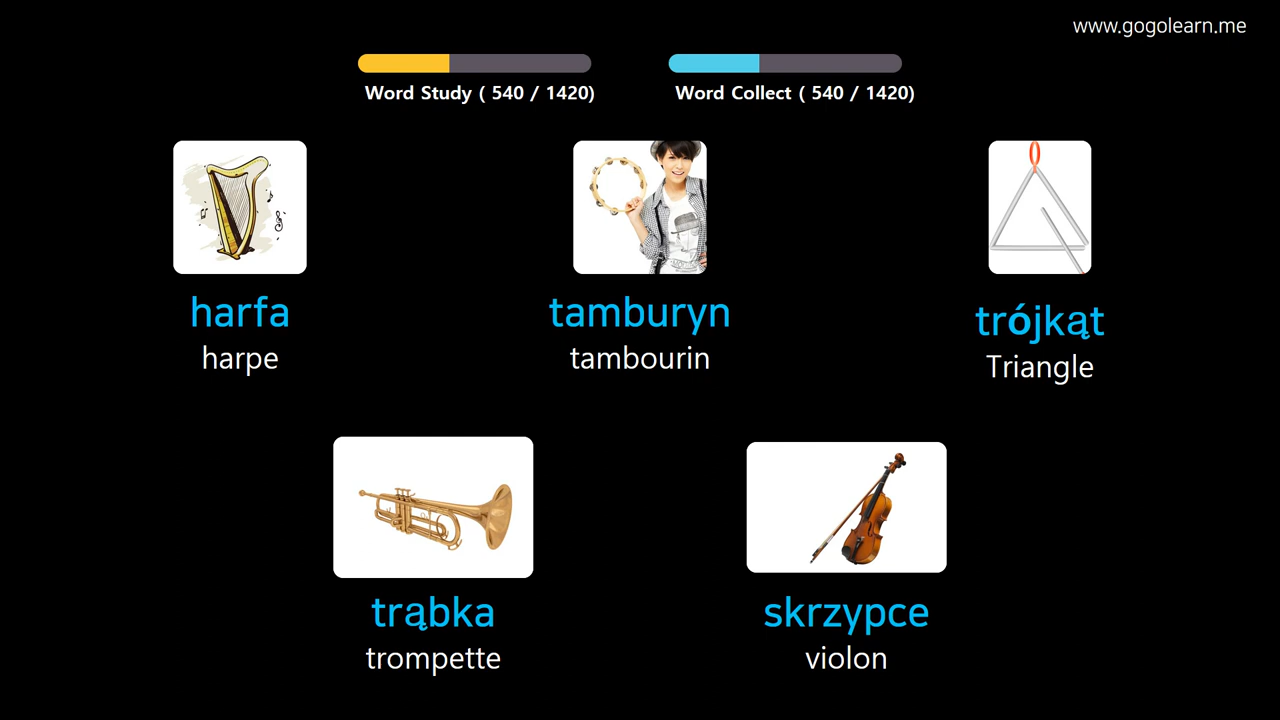 www.gogolearn.me
Word Study ( 540 / 1420)
Word Collect ( 540 / 1420)
harfa
harpe
tamburyn
tambourin
trójkąt
Triangle
trąbka
trompette
skrzypce
violon